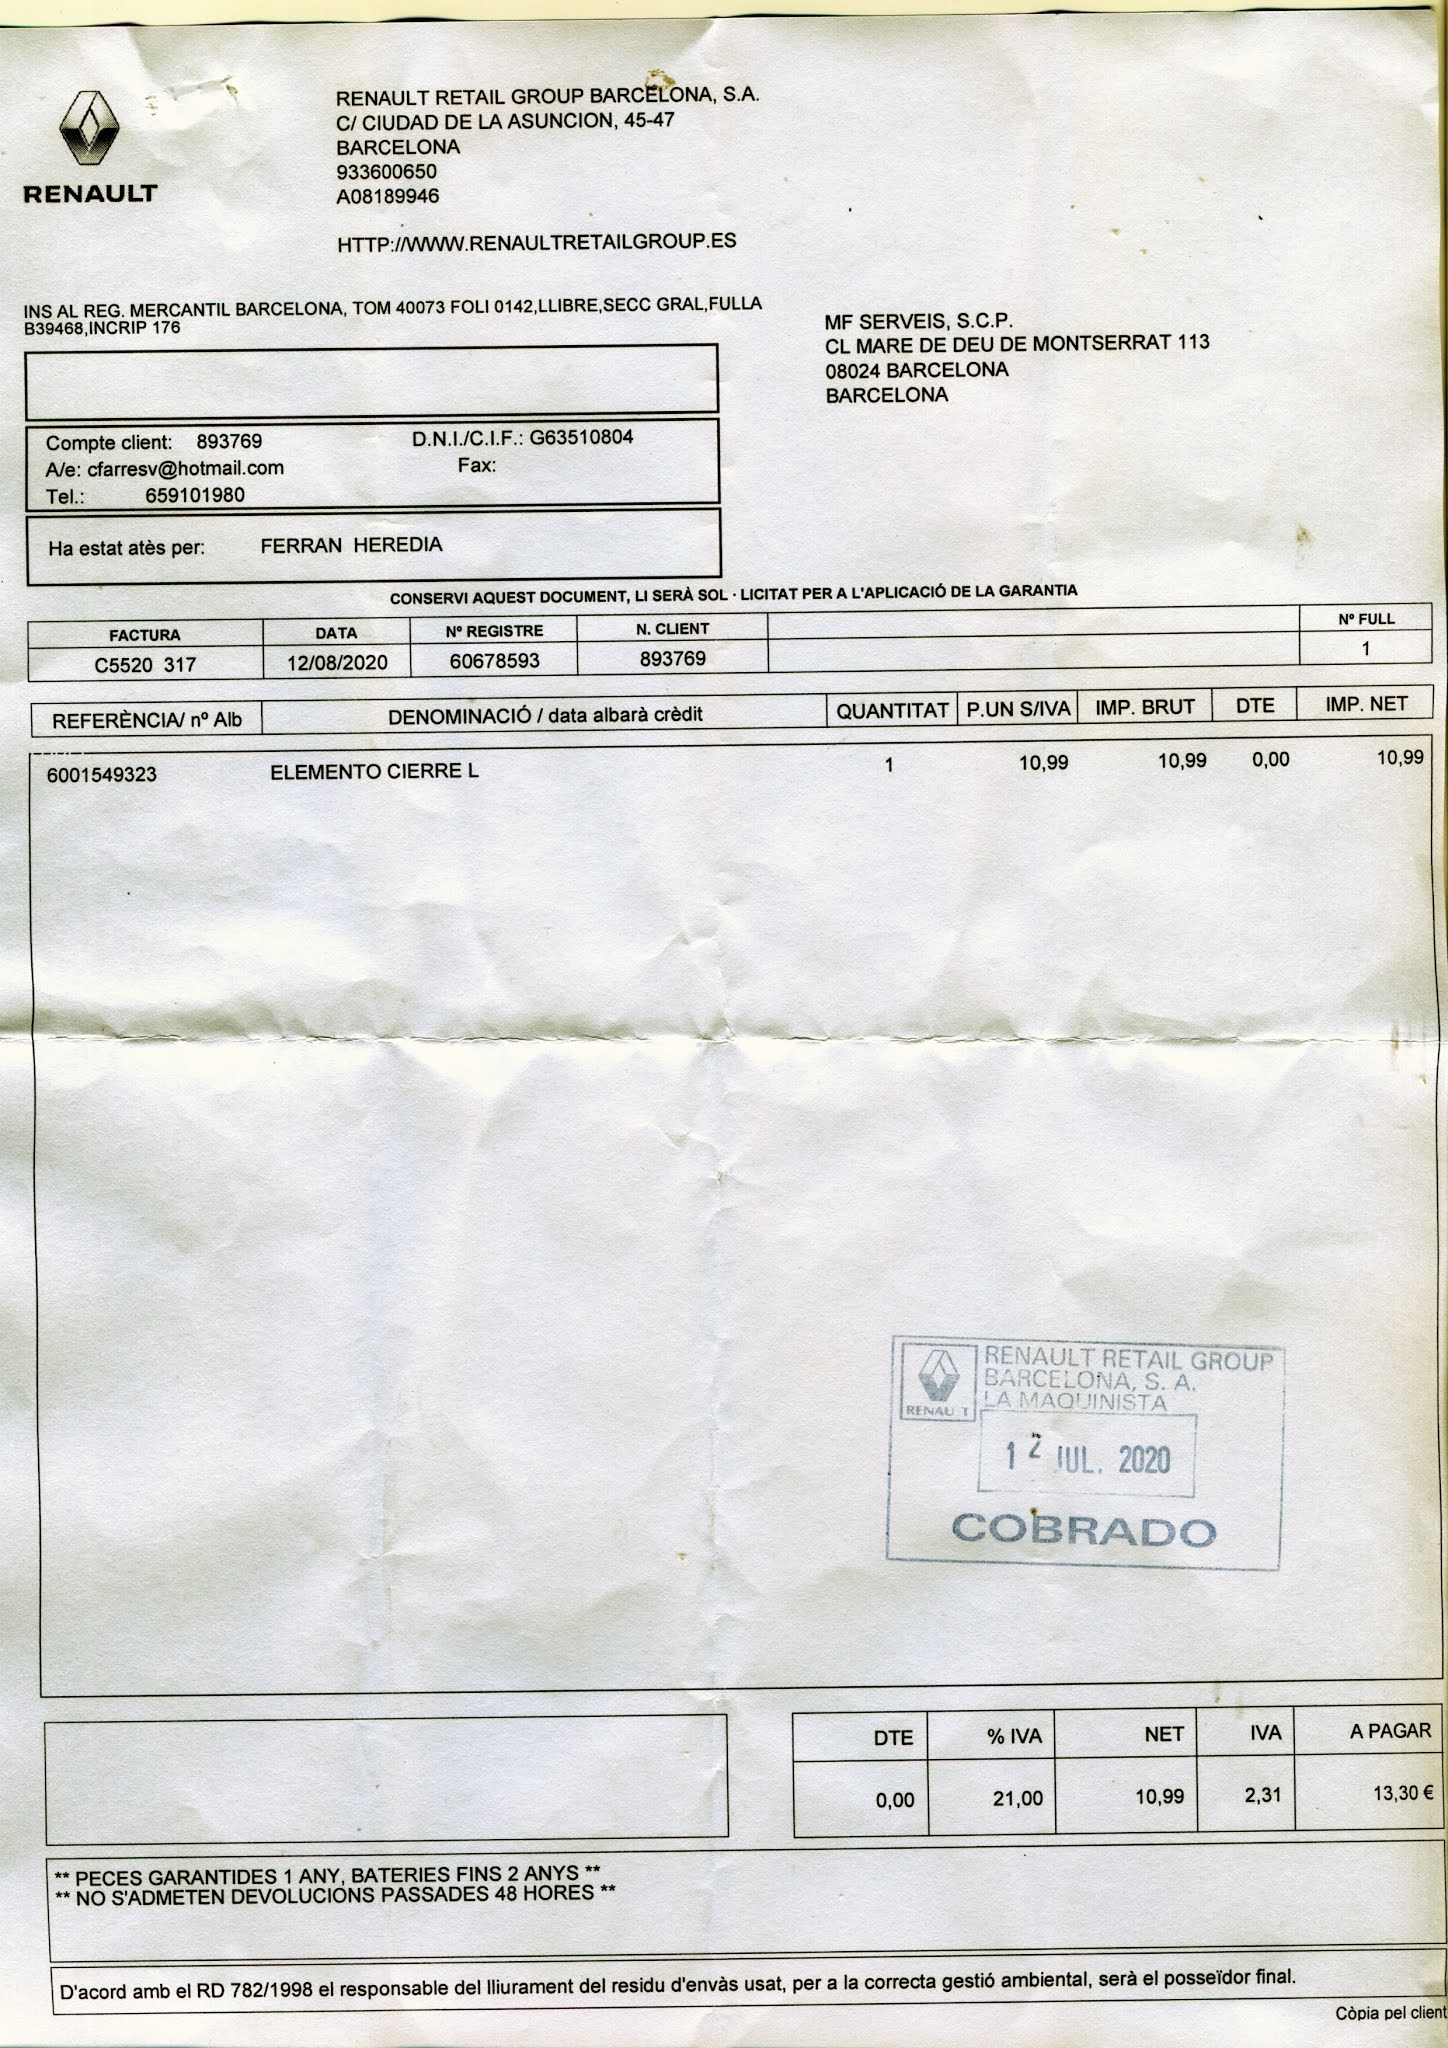 RENAULT
RENAULT RETAIL GROUP BARCELONA, S.A.
C/ CIUDAD DE LA ASUNCION, 45-47
BARCELONA
933600650
A08189946
HTTP://WWW.RENAULTRETAILGROUP.ES
INS AL REG. MERCANTIL BARCELONA, TOM 40073 FOLI 0142,LLIBRE,SECC GRAL,FULLA
B39468,INCRIP 176
MF SERVEIS, S.C.P.
CL MARE DE DEU DE MONTSERRAT 113
08024 BARCELONA
BARCELONA
Compte client: 893769 D.N.I./C.I.F.: G63510804
A/e: cfarresv@hotmail.com Fax:
Tel.: 659101980
Ha estat atès per: FERRAN HEREDIA
CONSERVI AQUEST DOCUMENT, LI SERÀ SOL · LICITAT PER A L'APLICACIÓ DE LA GARANTIA
FACTURA DATA Nº REGISTRE N. CLIENT Nº FULL
C5520 317 12/08/2020 60678593 893769 1
REFERÈNCIA/ nº Alb DENOMINACIÓ / data albarà crèdit QUANTITAT P.UN S/IVA IMP. BRUT DTE IMP. NET
6001549323 ELEMENTO CIERRE L 1 10,99 10,99 0,00 10,99
RENAULT RETAIL GROUP
BARCELONA, S. A.
LA MAQUINISTA
RENAULT
12 JUL. 2020
COBRADO
DTE % IVA NET IVA A PAGAR
0,00 21,00 10,99 2,31 13,30 €
** PECES GARANTIDES 1 ANY, BATERIES FINS 2 ANYS **
** NO S'ADMETEN DEVOLUCIONS PASSADES 48 HORES **
D'acord amb el RD 782/1998 el responsable del lliurament del residu d'envàs usat, per a la correcta gestió ambiental, serà el posseïdor final.
Còpia pel client